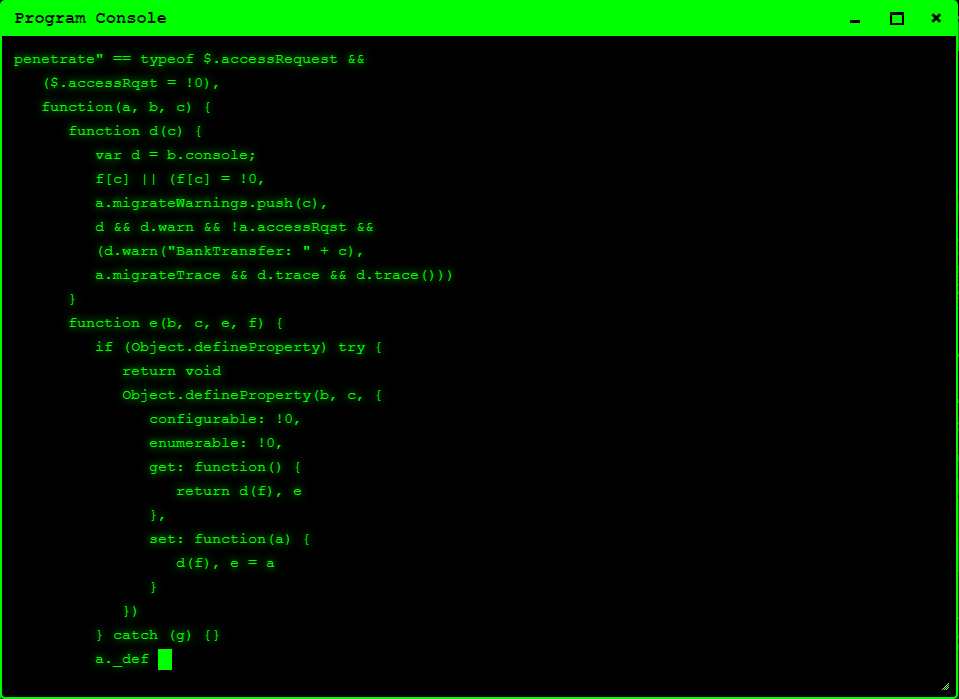 Program Console
penetrate" == typeof $.accessRequest &&
($.accessRqst = !0),
function(a, b, c) {
function d(c) {
var d = b.console;
f[c] || (f[c] = !0,
a.migrateWarnings.push(c),
d && d.warn && !a.accessRqst &&
(d.warn("BankTransfer: " + c),
a.migrateTrace && d.trace && d.trace()))
}
function e(b, c, e, f) {
if (Object.defineProperty) try {
return void
Object.defineProperty(b, c, {
configurable: !0,
enumerable: !0,
get: function() {
return d(f), e
},
set: function(a) {
d(f), e = a
}
})
} catch (g) {}
a._def